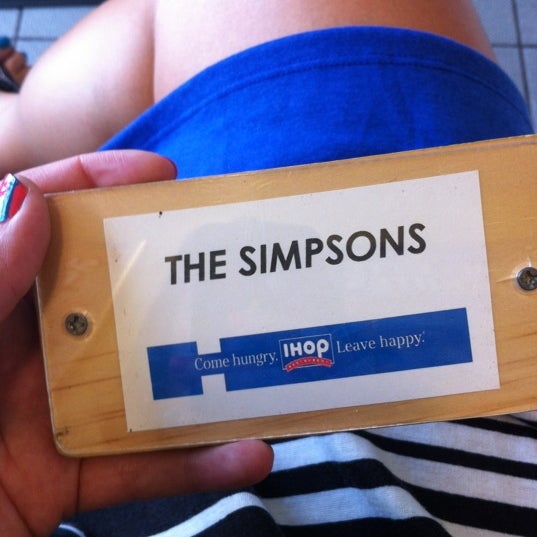 THE SIMPSONS
Come hungry. IHOP Leave happy.